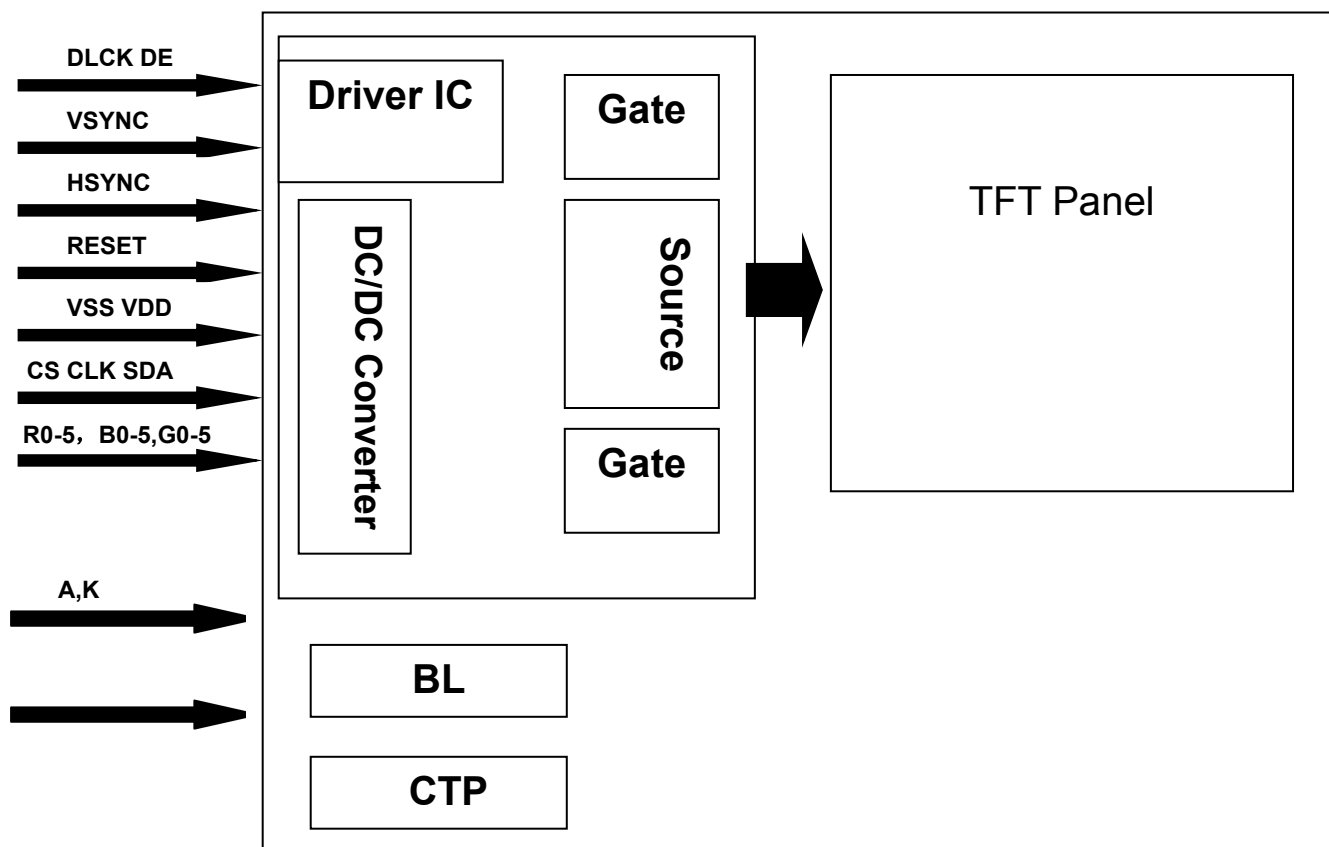 DLCK DE
VSYNC
HSYNC
RESET
VSS VDD
CS CLK SDA
R0-5，B0-5,G0-5
A,K
Driver IC
DC/DC Converter
Gate
Source
Gate
TFT Panel
BL
CTP